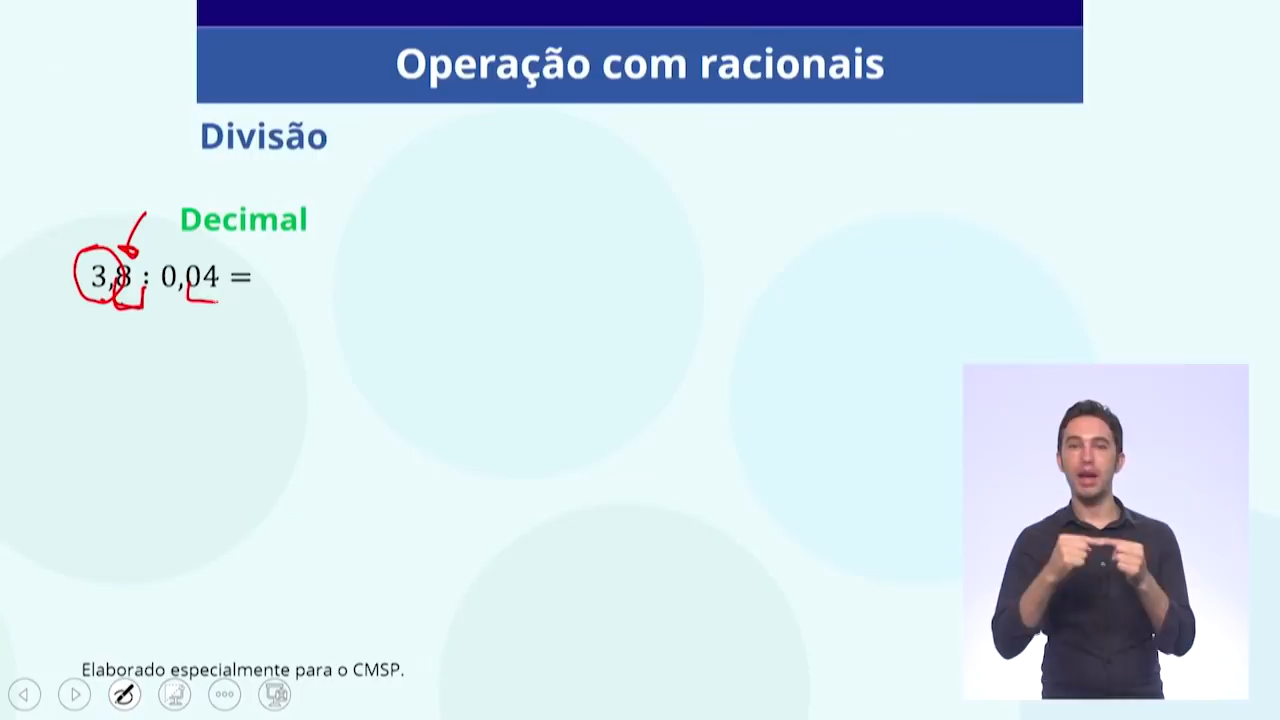 Operação com racionais
Divisão
Decimal
3,8 : 0,04 =
Elaborado especialmente para o CMSP.